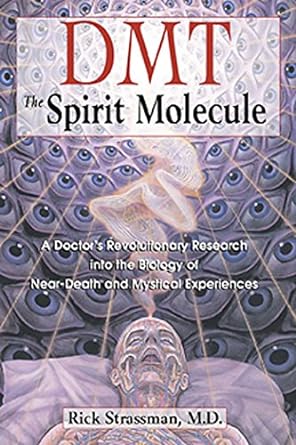 DMT
The Spirit Molecule
A Doctor's Revolutionary Research
into the Biology of
Near-Death and Mystical Experiences
Rick Strassman, M.D.